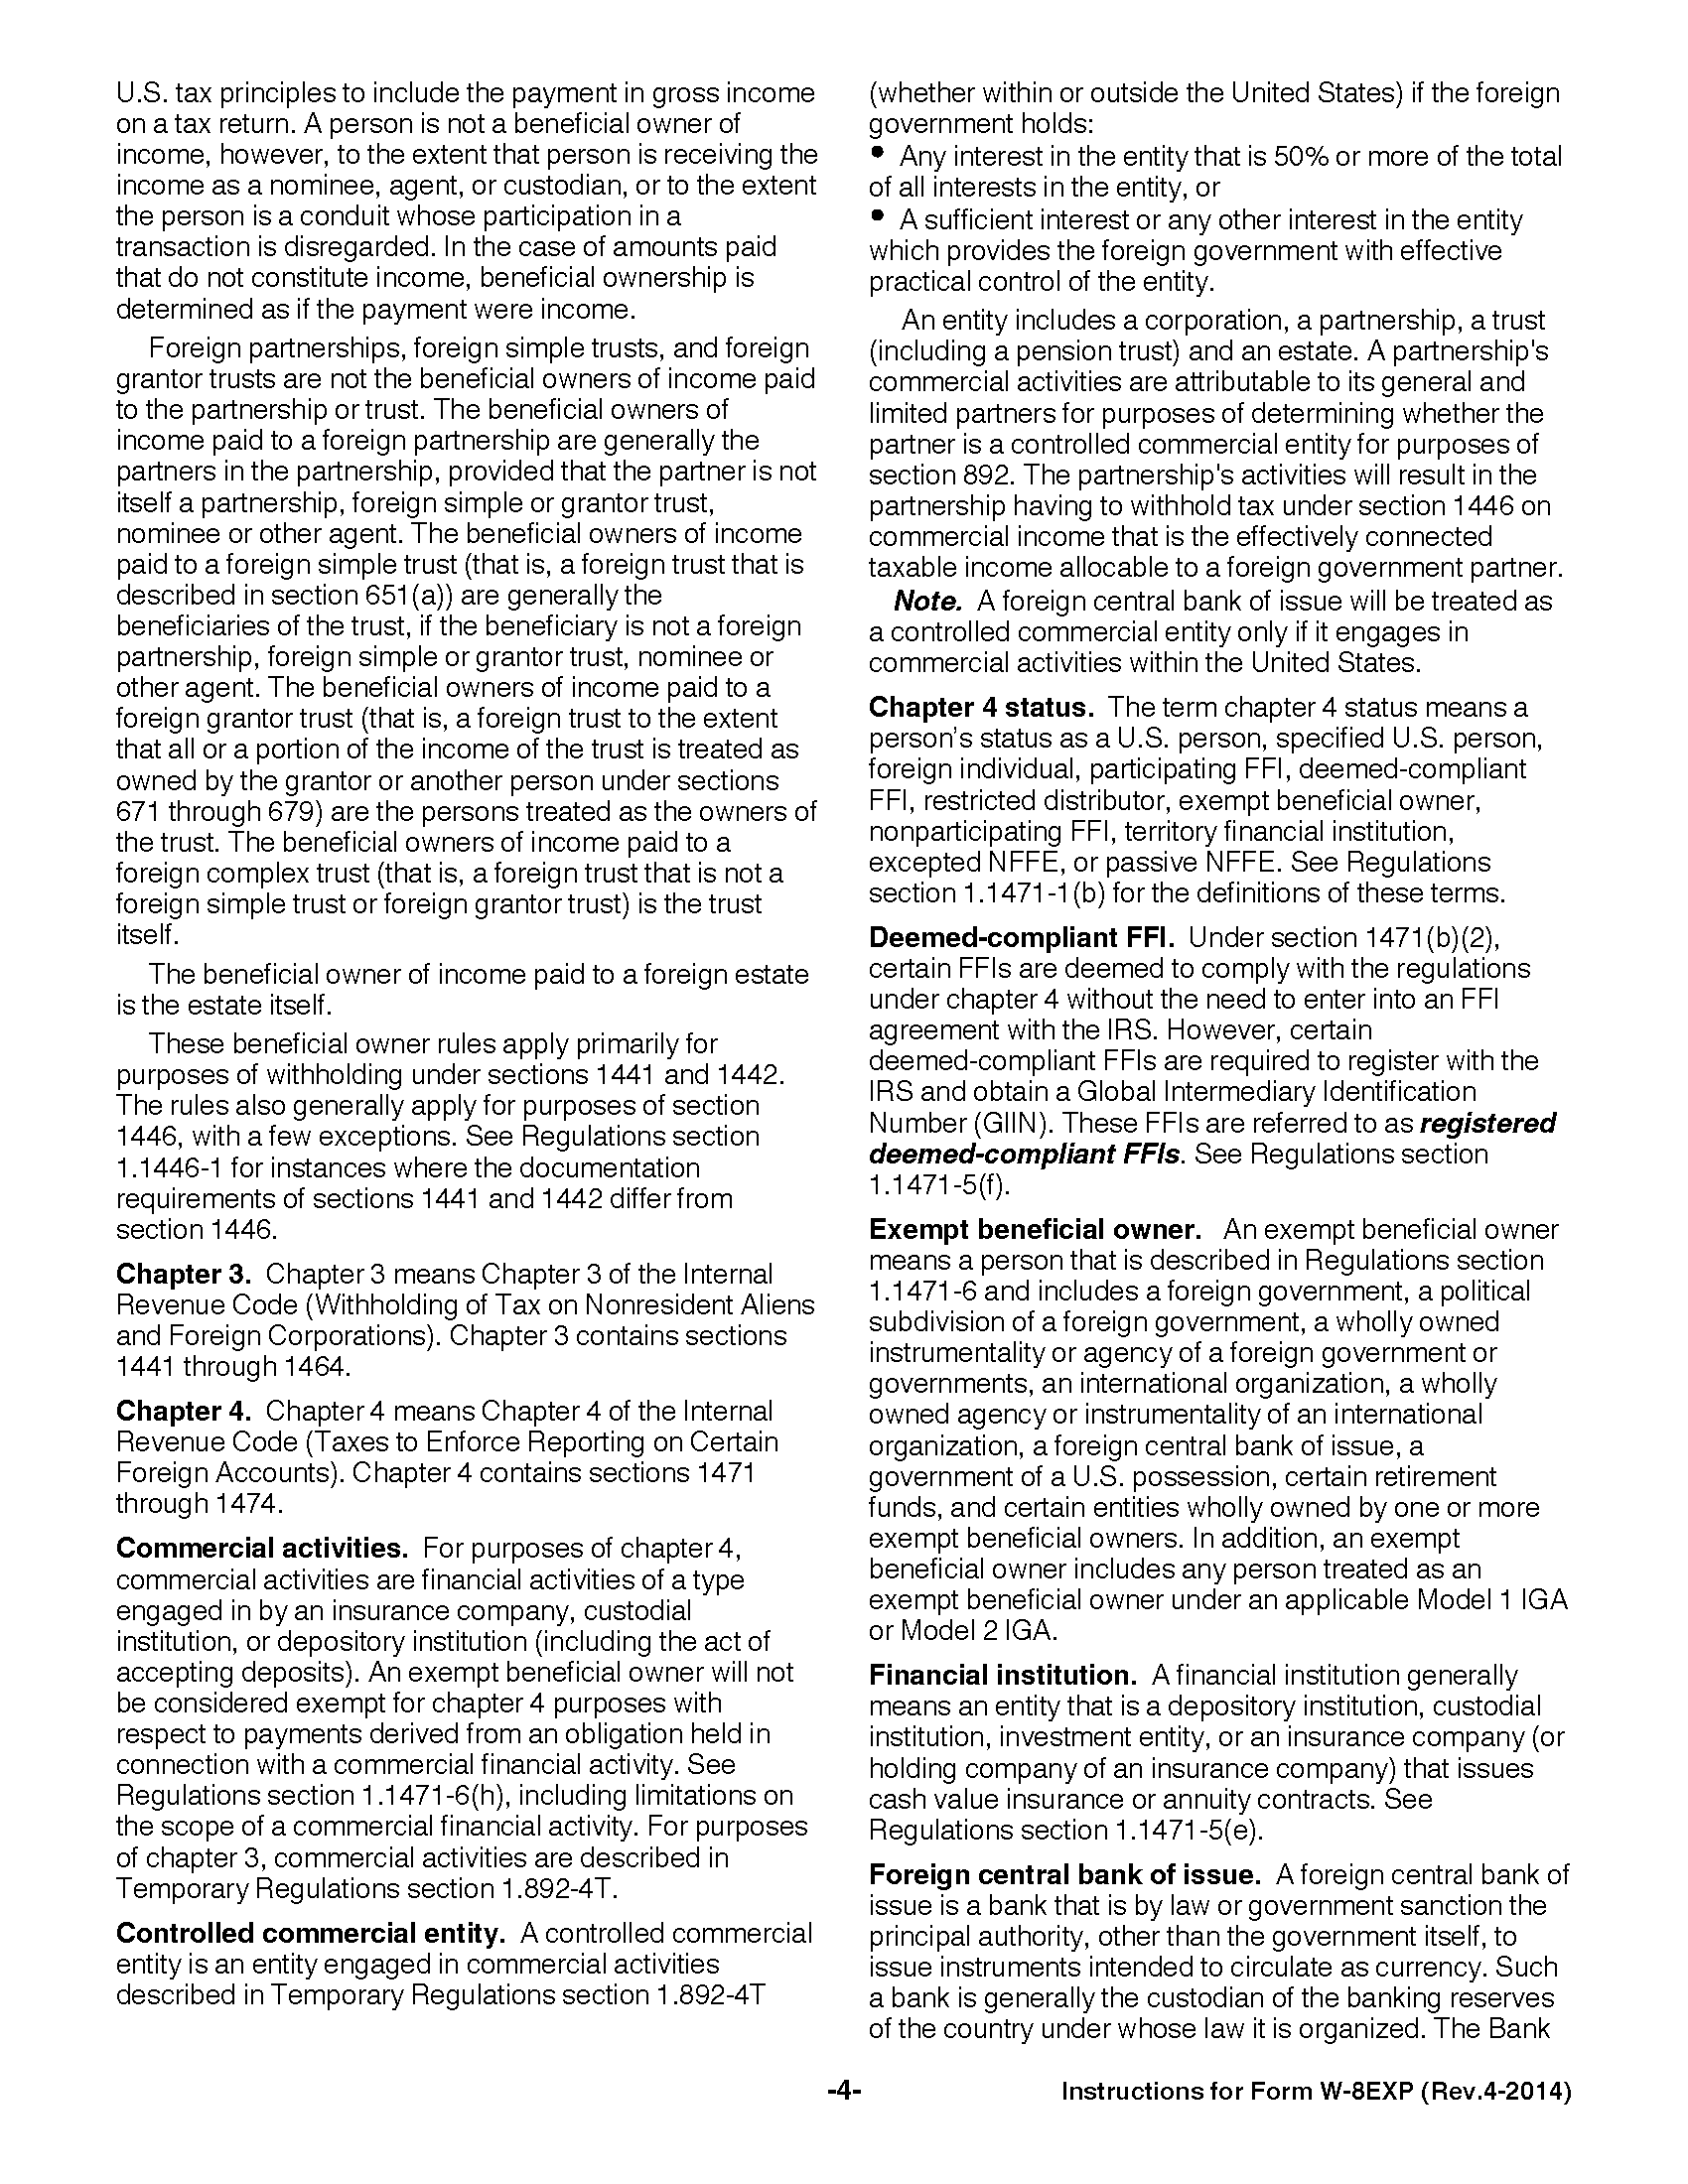 U.S. tax principles to include the payment in gross income
on a tax return. A person is not a beneficial owner of
income, however, to the extent that person is receiving the
income as a nominee, agent, or custodian, or to the extent
the person is a conduit whose participation in a
transaction is disregarded. In the case of amounts paid
that do not constitute income, beneficial ownership is
determined as if the payment were income.
Foreign partnerships, foreign simple trusts, and foreign
grantor trusts are not the beneficial owners of income paid
to the partnership or trust. The beneficial owners of
income paid to a foreign partnership are generally the
partners in the partnership, provided that the partner is not
itself a partnership, foreign simple or grantor trust,
nominee or other agent. The beneficial owners of income
paid to a foreign simple trust (that is, a foreign trust that is
described in section 651(a)) are generally the
beneficiaries of the trust, if the beneficiary is not a foreign
partnership, foreign simple or grantor trust, nominee or
other agent. The beneficial owners of income paid to a
foreign grantor trust (that is, a foreign trust to the extent
that all or a portion of the income of the trust is treated as
owned by the grantor or another person under sections
671 through 679) are the persons treated as the owners of
the trust. The beneficial owners of income paid to a
foreign complex trust (that is, a foreign trust that is not a
foreign simple trust or foreign grantor trust) is the trust
itself.
The beneficial owner of income paid to a foreign estate
is the estate itself.
These beneficial owner rules apply primarily for
purposes of withholding under sections 1441 and 1442.
The rules also generally apply for purposes of section
1446, with a few exceptions. See Regulations section
1.1446-1 for instances where the documentation
requirements of sections 1441 and 1442 differ from
section 1446.
Chapter 3. Chapter 3 means Chapter 3 of the Internal
Revenue Code (Withholding of Tax on Nonresident Aliens
and Foreign Corporations). Chapter 3 contains sections
1441 through 1464.
Chapter 4. Chapter 4 means Chapter 4 of the Internal
Revenue Code (Taxes to Enforce Reporting on Certain
Foreign Accounts). Chapter 4 contains sections 1471
through 1474.
Commercial activities. For purposes of chapter 4,
commercial activities are financial activities of a type
engaged in by an insurance company, custodial
institution, or depository institution (including the act of
accepting deposits). An exempt beneficial owner will not
be considered exempt for chapter 4 purposes with
respect to payments derived from an obligation held in
connection with a commercial financial activity. See
Regulations section 1.1471-6(h), including limitations on
the scope of a commercial financial activity. For purposes
of chapter 3, commercial activities are described in
Temporary Regulations section 1.892-4T.
Controlled commercial entity. A controlled commercial
entity is an entity engaged in commercial activities
described in Temporary Regulations section 1.892-4T
(whether within or outside the United States) if the foreign
government holds:
• Any interest in the entity that is 50% or more of the total
of all interests in the entity, or
• A sufficient interest or any other interest in the entity
which provides the foreign government with effective
practical control of the entity.
An entity includes a corporation, a partnership, a trust
(including a pension trust) and an estate. A partnership's
commercial activities are attributable to its general and
limited partners for purposes of determining whether the
partner is a controlled commercial entity for purposes of
section 892. The partnership's activities will result in the
partnership having to withhold tax under section 1446 on
commercial income that is the effectively connected
taxable income allocable to a foreign government partner.
Note. A foreign central bank of issue will be treated as
a controlled commercial entity only if it engages in
commercial activities within the United States.
Chapter 4 status. The term chapter 4 status means a
person's status as a U.S. person, specified U.S. person,
foreign individual, participating FFI, deemed-compliant
FFI, restricted distributor, exempt beneficial owner,
nonparticipating FFI, territory financial institution,
excepted NFFE, or passive NFFE. See Regulations
section 1.1471-1(b) for the definitions of these terms.
Deemed-compliant FFI. Under section 1471(b)(2),
certain FFIs are deemed to comply with the regulations
under chapter 4 without the need to enter into an FFI
agreement with the IRS. However, certain
deemed-compliant FFIs are required to register with the
IRS and obtain a Global Intermediary Identification
Number (GIIN). These FFIs are referred to as registered
deemed-compliant FFIs. See Regulations section
1.1471-5(f).
Exempt beneficial owner. An exempt beneficial owner
means a person that is described in Regulations section
1.1471-6 and includes a foreign government, a political
subdivision of a foreign government, a wholly owned
instrumentality or agency of a foreign government or
governments, an international organization, a wholly
owned agency or instrumentality of an international
organization, a foreign central bank of issue, a
government of a U.S. possession, certain retirement
funds, and certain entities wholly owned by one or more
exempt beneficial owners. In addition, an exempt
beneficial owner includes any person treated as an
exempt beneficial owner under an applicable Model 1 IGA
or Model 2 IGA.
Financial institution. A financial institution generally
means an entity that is a depository institution, custodial
institution, investment entity, or an insurance company (or
holding company of an insurance company) that issues
cash value insurance or annuity contracts. See
Regulations section 1.1471-5(e).
Foreign central bank of issue. A foreign central bank of
issue is a bank that is by law or government sanction the
principal authority, other than the government itself, to
issue instruments intended to circulate as currency. Such
a bank is generally the custodian of the banking reserves
of the country under whose law it is organized. The Bank
-4-
Instructions for Form W-8EXP (Rev.4-2014)